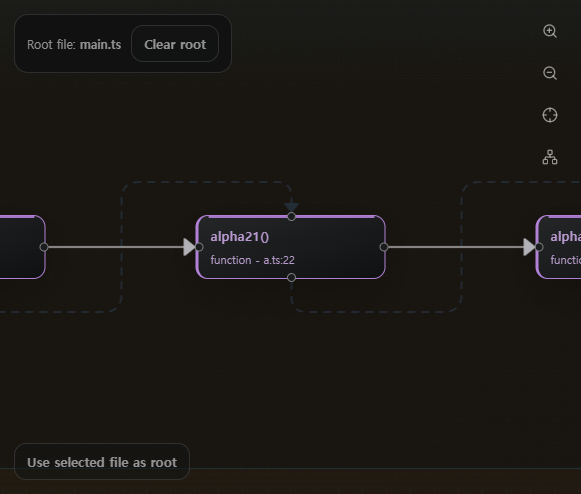 Root file: main.ts
Clear root
alpha21()
function - a.ts:22
Use selected file as root